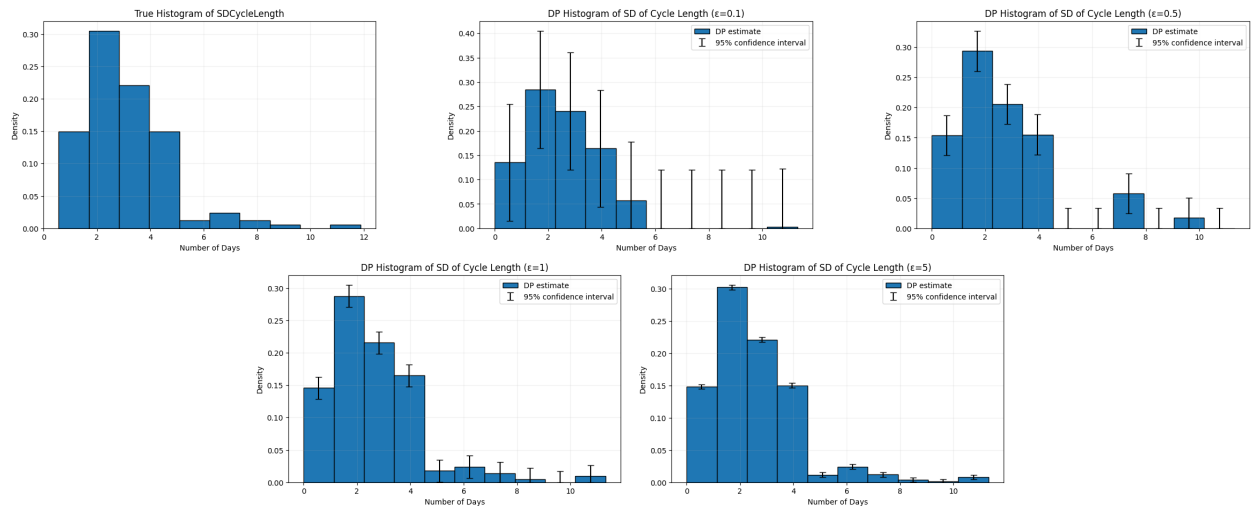 True Histogram of SDCycleLength
Density
0.30
0.25
0.20
0.15
0.10
0.05
0.00
0 2 4 6 8 10 12
Number of Days
DP Histogram of SD of Cycle Length (ε=0.1)
DP estimate
95% confidence interval
Density
0.40
0.35
0.30
0.25
0.20
0.15
0.10
0.05
0.00
0 2 4 6 8 10
Number of Days
DP Histogram of SD of Cycle Length (ε=0.5)
DP estimate
95% confidence interval
Density
0.30
0.25
0.20
0.15
0.10
0.05
0.00
0 2 4 6 8 10
Number of Days
DP Histogram of SD of Cycle Length (ε=1)
DP estimate
95% confidence interval
Density
0.30
0.25
0.20
0.15
0.10
0.05
0.00
0 2 4 6 8 10
Number of Days
DP Histogram of SD of Cycle Length (ε=5)
DP estimate
95% confidence interval
Density
0.30
0.25
0.20
0.15
0.10
0.05
0.00
0 2 4 6 8 10
Number of Days